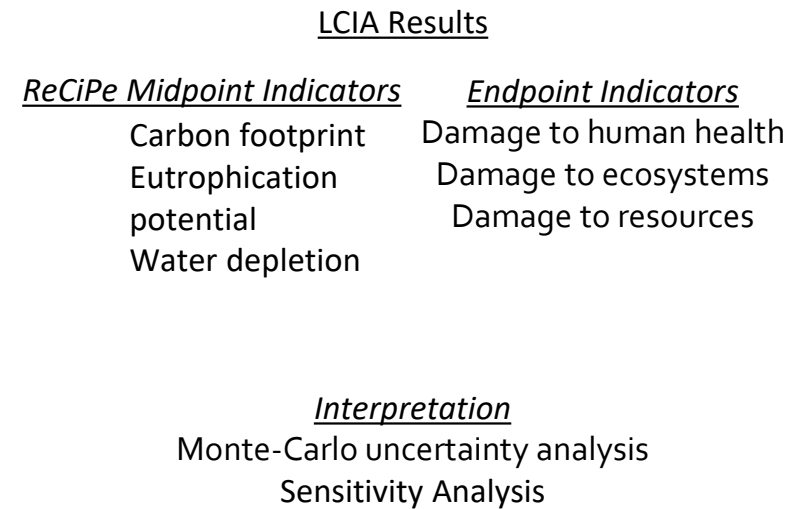 LCIA Results
ReCiPe Midpoint Indicators
Carbon footprint
Eutrophication
potential
Water depletion
Endpoint Indicators
Damage to human health
Damage to ecosystems
Damage to resources
Interpretation
Monte-Carlo uncertainty analysis
Sensitivity Analysis